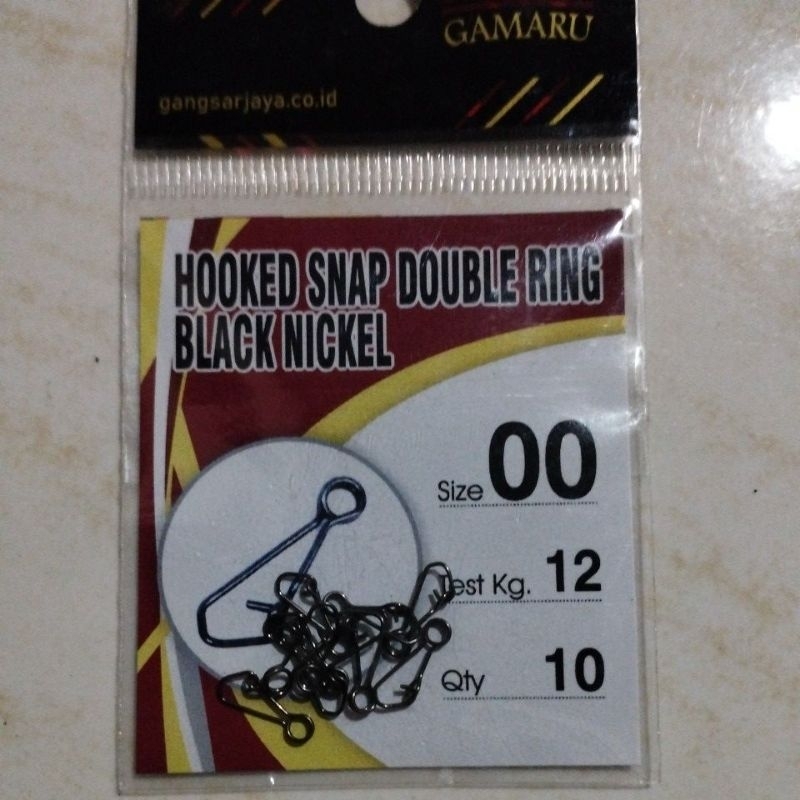 GAMARU
gangsarjaya.co.id
HOOKED SNAP DOUBLE RING
BLACK NICKEL
Size 00
Test Kg. 12
Qty 10